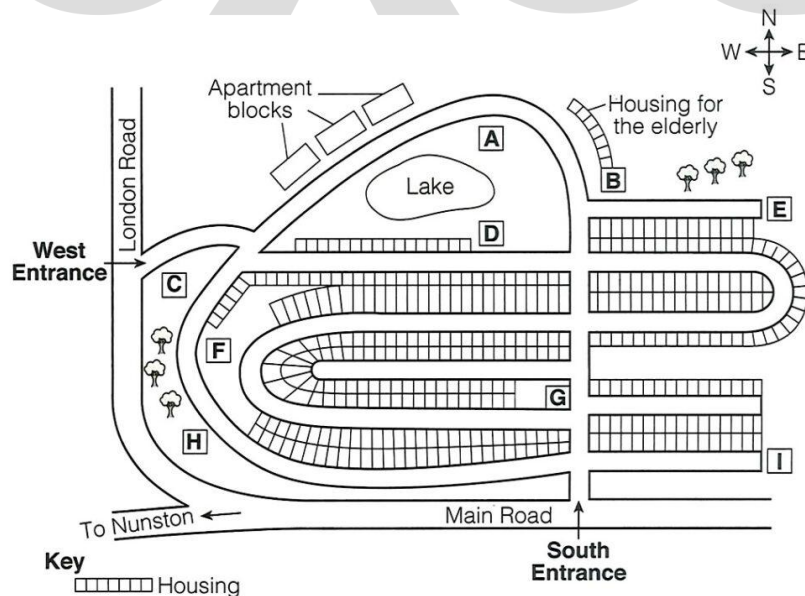 N
W E
S
Apartment
blocks
Housing for
the elderly
A
B
London Road
Lake
E
D
West
Entrance
C
F
G
H
I
To Nunston
Main Road
Key
Housing
South
Entrance